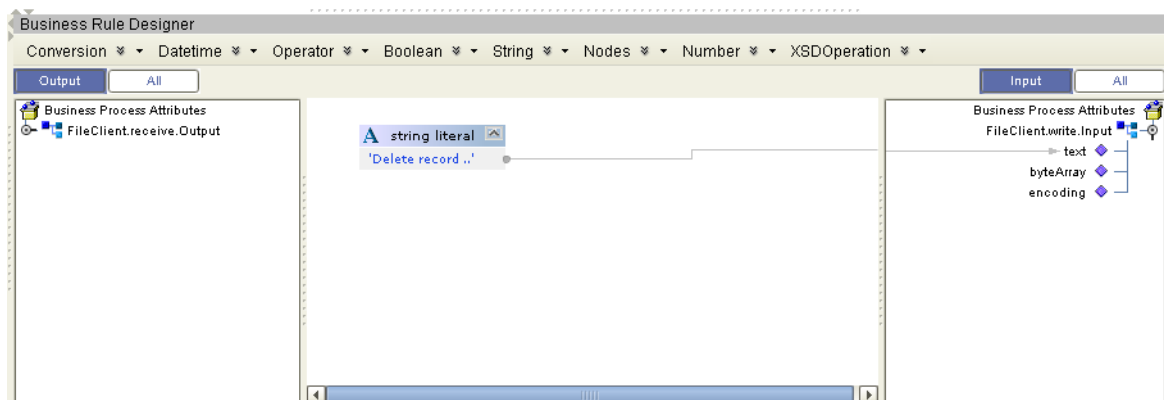 Business Rule Designer
Conversion Datetime Operator Boolean String Nodes Number XSDOperation
Output All Input All
Business Process Attributes
FileClient.receive.Output
A string literal
'Delete record ..'
Business Process Attributes
FileClient.write.Input
text
byteArray
encoding